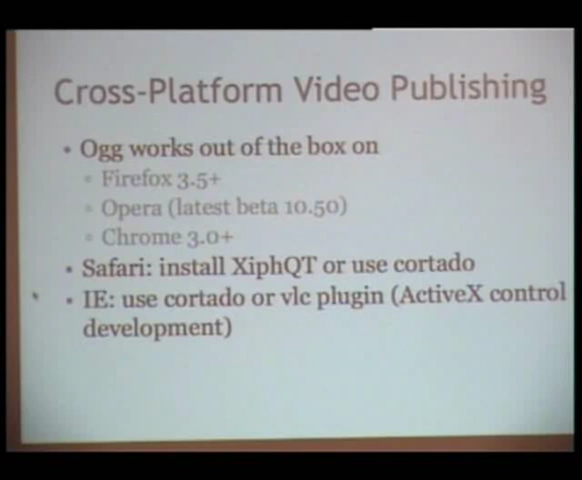 Cross-Platform Video Publishing
• Ogg works out of the box on
Firefox 3.5+
Opera (latest beta 10.50)
Chrome 3.0+
• Safari: install XiphQT or use cortado
• IE: use cortado or vlc plugin (ActiveX control
development)